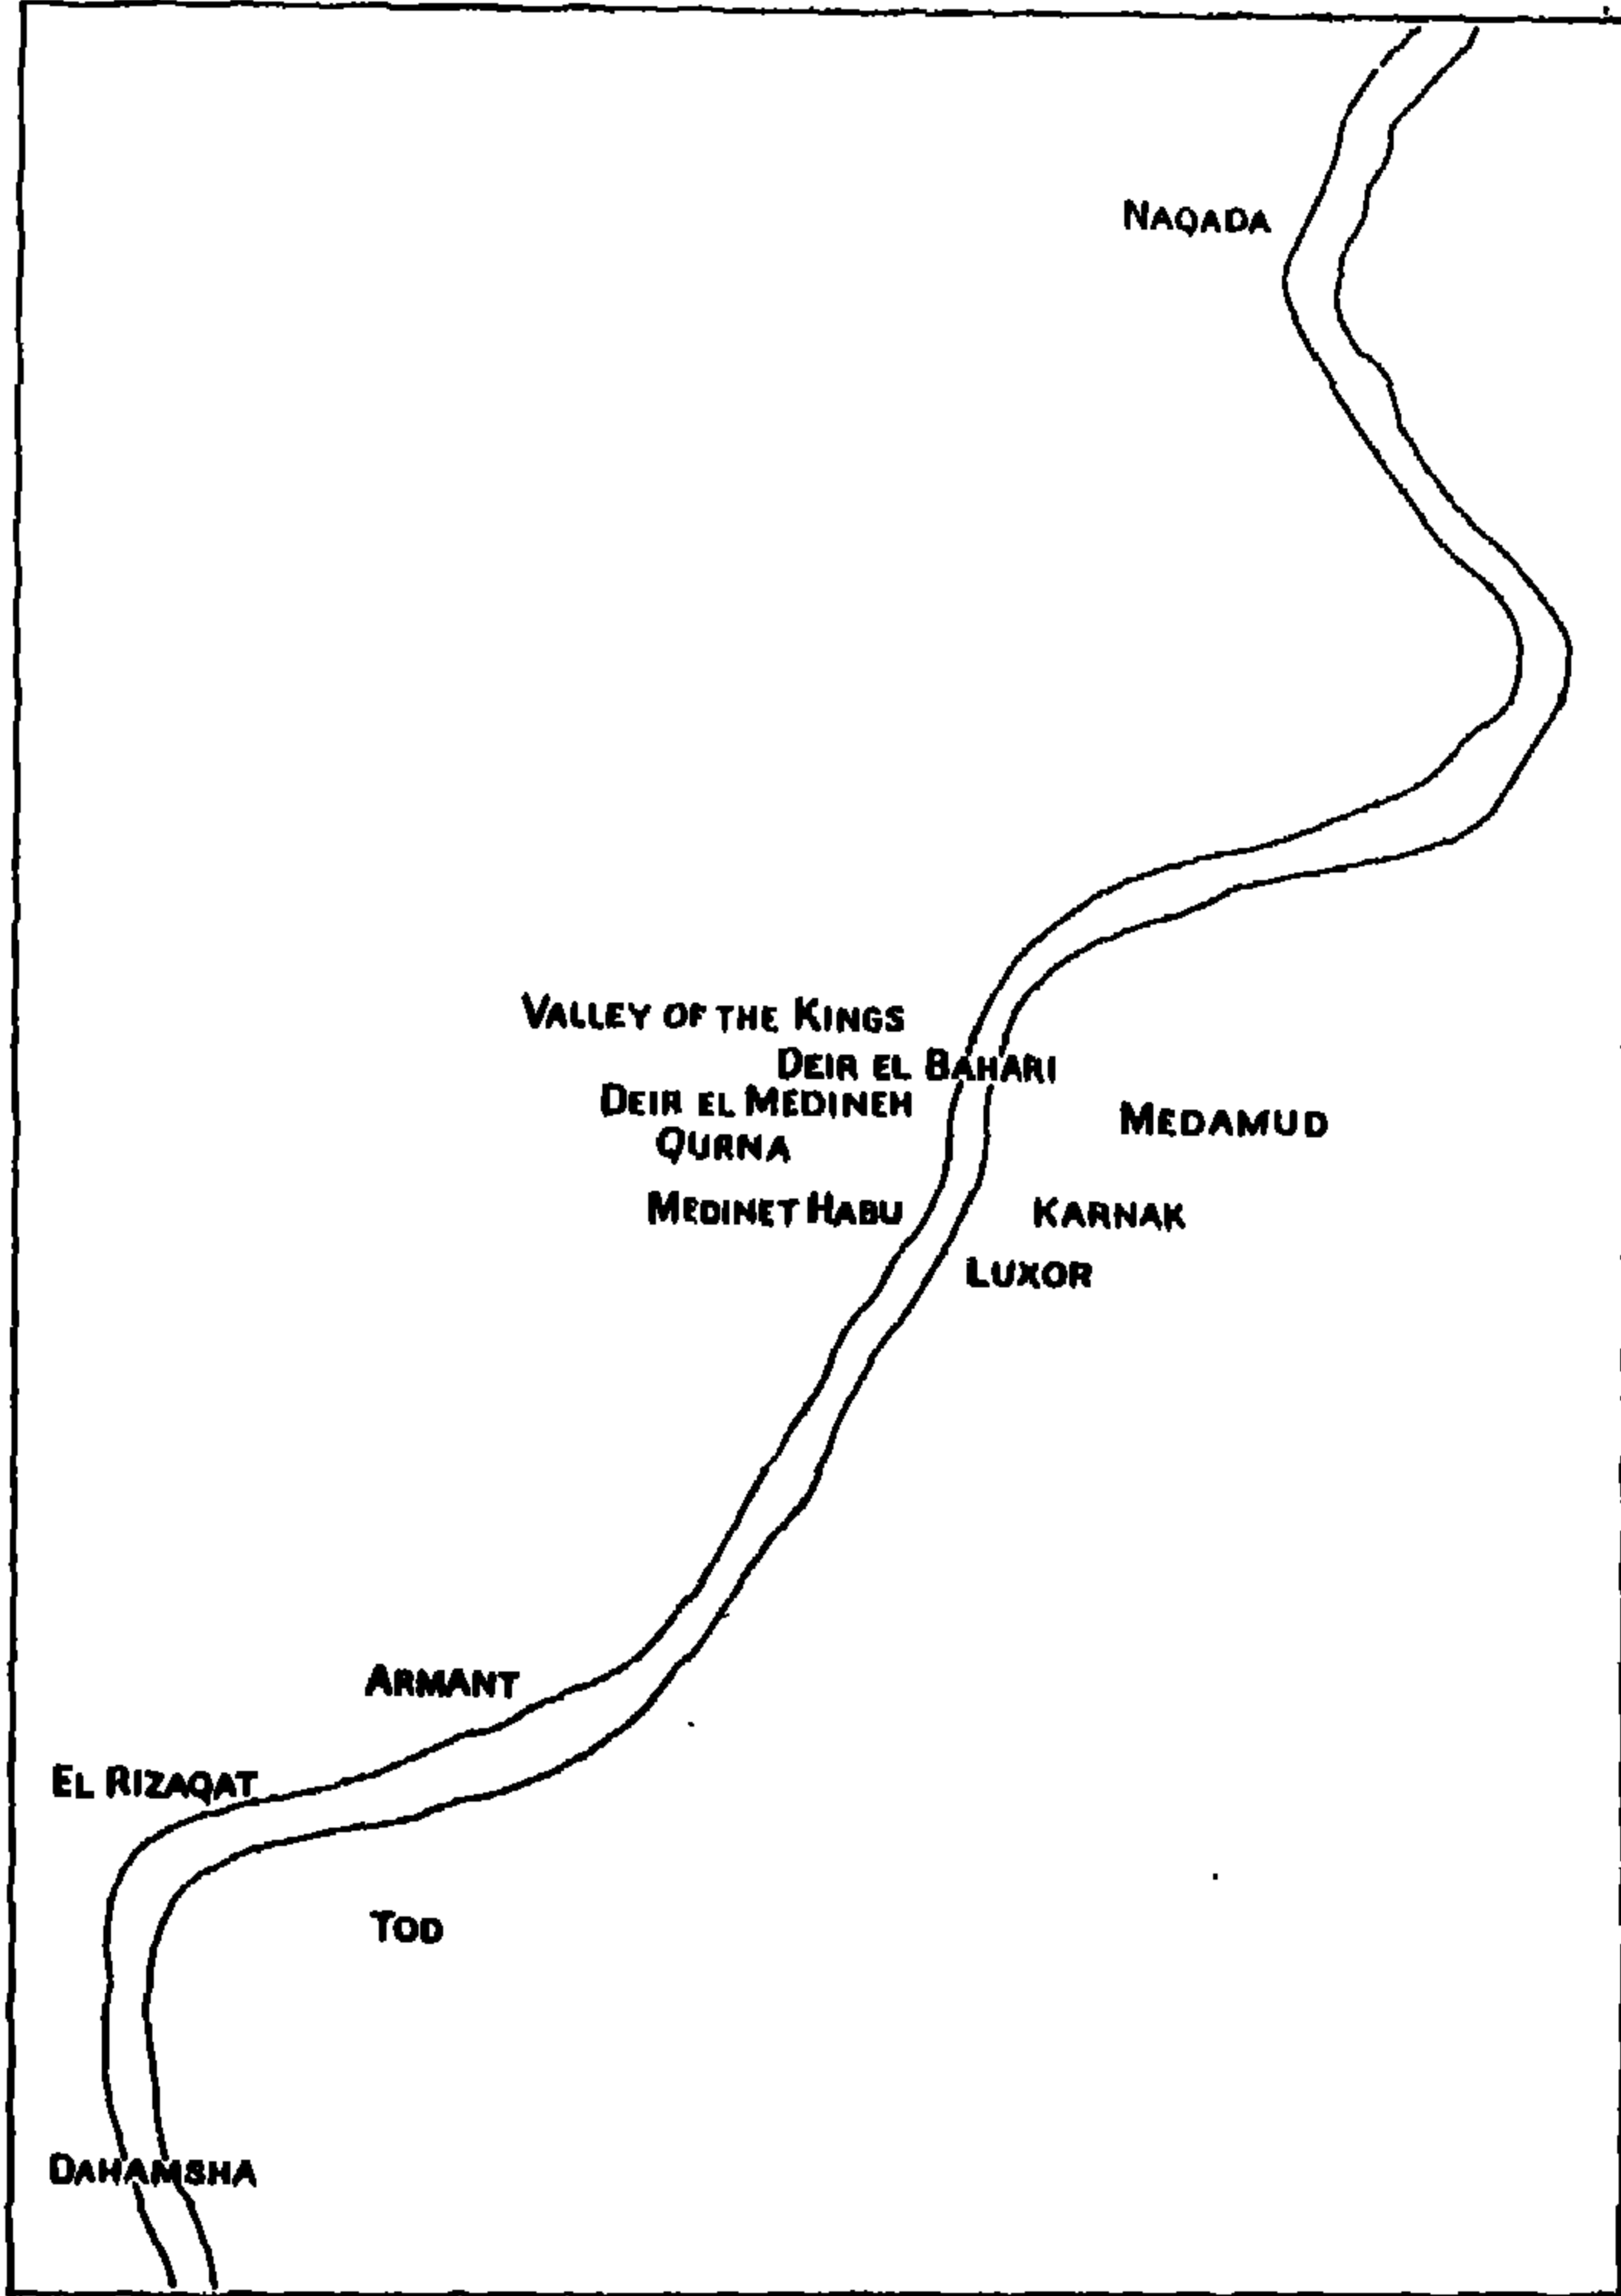 NAQADA
VALLEY OF THE KINGS
DEIR EL BAHARI
DEIR EL MEDINEH
MEDAMUD
QURNA
MEDINET HABU
KARNAK
LUXOR
ARMANT
EL RIZAQAT
TOD
DAHAMSHA